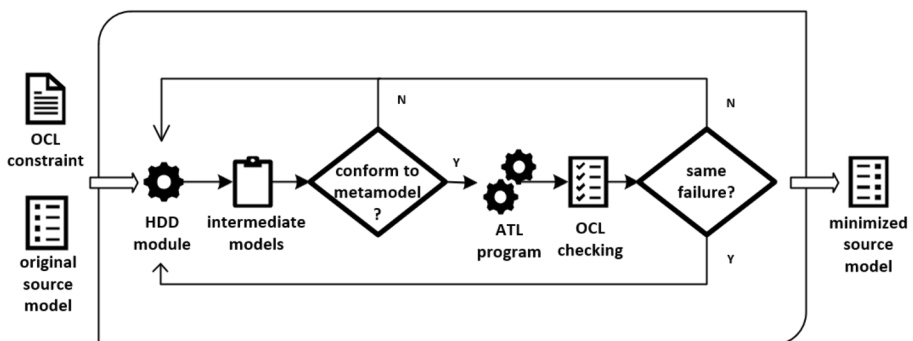 OCL
constraint
original
source
model
HDD
module
intermediate
models
N
conform to
metamodel
?
Y
ATL
program
OCL
checking
N
same
failure?
Y
minimized
source
model